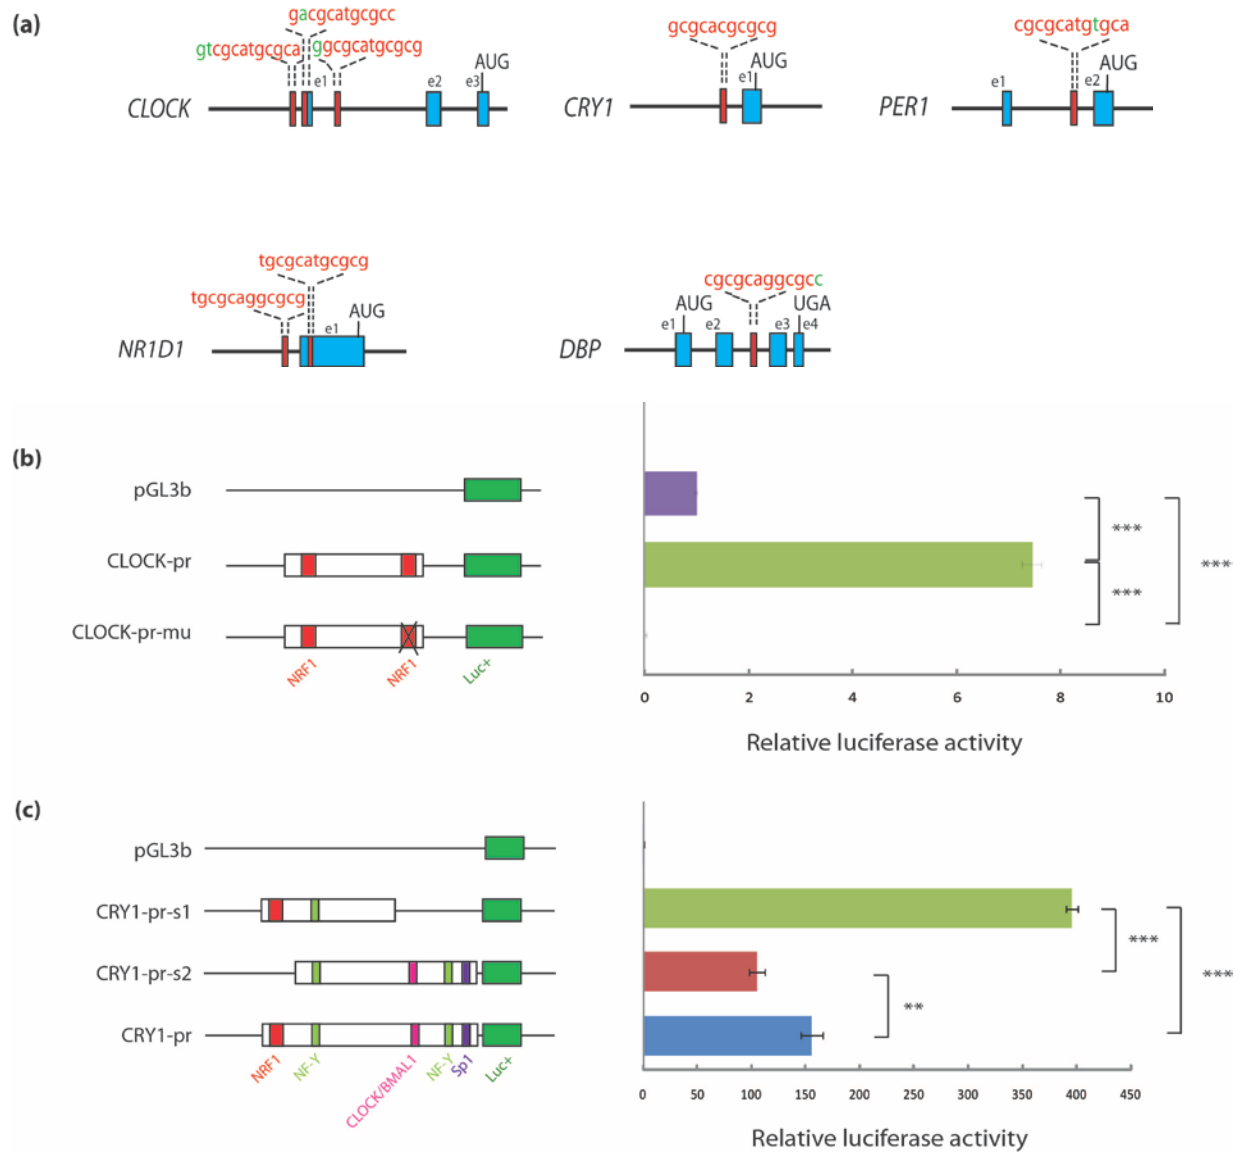 (a)
gacgcatgcgcc
gtcgcatgcgca ggcgcatgcgcg
e1 e2 e3 AUG
CLOCK
gcgcacgcgcg
e1 AUG
CRY1
cgcgcatgtgca
e1 e2 AUG
PER1
tgcgcatgcgcg
tgcgcaggcgcg
e1 AUG
NR1D1
cgcgcaggcgcc
e1 AUG e2 e3 UGA e4
DBP
(b)
pGL3b
CLOCK-pr
CLOCK-pr-mu
NRF1 NRF1 Luc+
***
***
***
0 2 4 6 8 10
Relative luciferase activity
(c)
pGL3b
CRY1-pr-s1
CRY1-pr-s2
CRY1-pr
NRF1 NF-Y CLOCK/BMAL1 NF-Y Sp1 Luc+
***
***
**
0 50 100 150 200 250 300 350 400 450
Relative luciferase activity